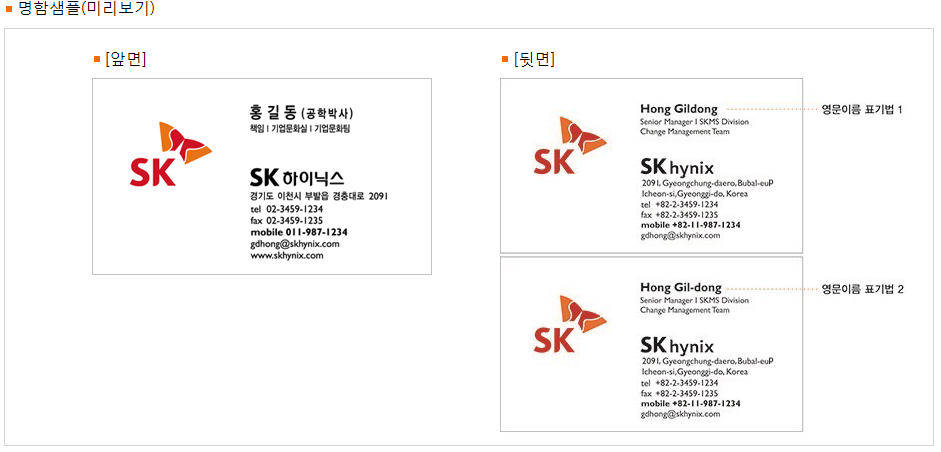 명함샘플(미리보기)
[앞면]
SK
홍 길 동 (공학박사)
책임 I 기업문화실 I 기업문화팀
SK 하이닉스
경기도 이천시 부발읍 경충대로 2091
tel 02-3459-1234
fax 02-3459-1235
mobile 011-987-1234
gdhong@skhynix.com
www.skhynix.com
[뒷면]
SK
Hong Gildong
영문이름 표기법 1
Senior Manager I SKMS Division
Change Management Team
SK hynix
2091, Gyeongchung-daero, Bubal-euP
Icheon-si, Gyeonggi-do, Korea
tel +82-2-3459-1234
fax +82-2-3459-1235
mobile +82-11-987-1234
gdhong@skhynix.com
SK
Hong Gil-dong
영문이름 표기법 2
Senior Manager I SKMS Division
Change Management Team
SK hynix
2091, Gyeongchung-daero, Bubal-euP
Icheon-si, Gyeonggi-do, Korea
tel +82-2-3459-1234
fax +82-2-3459-1235
mobile +82-11-987-1234
gdhong@skhynix.com